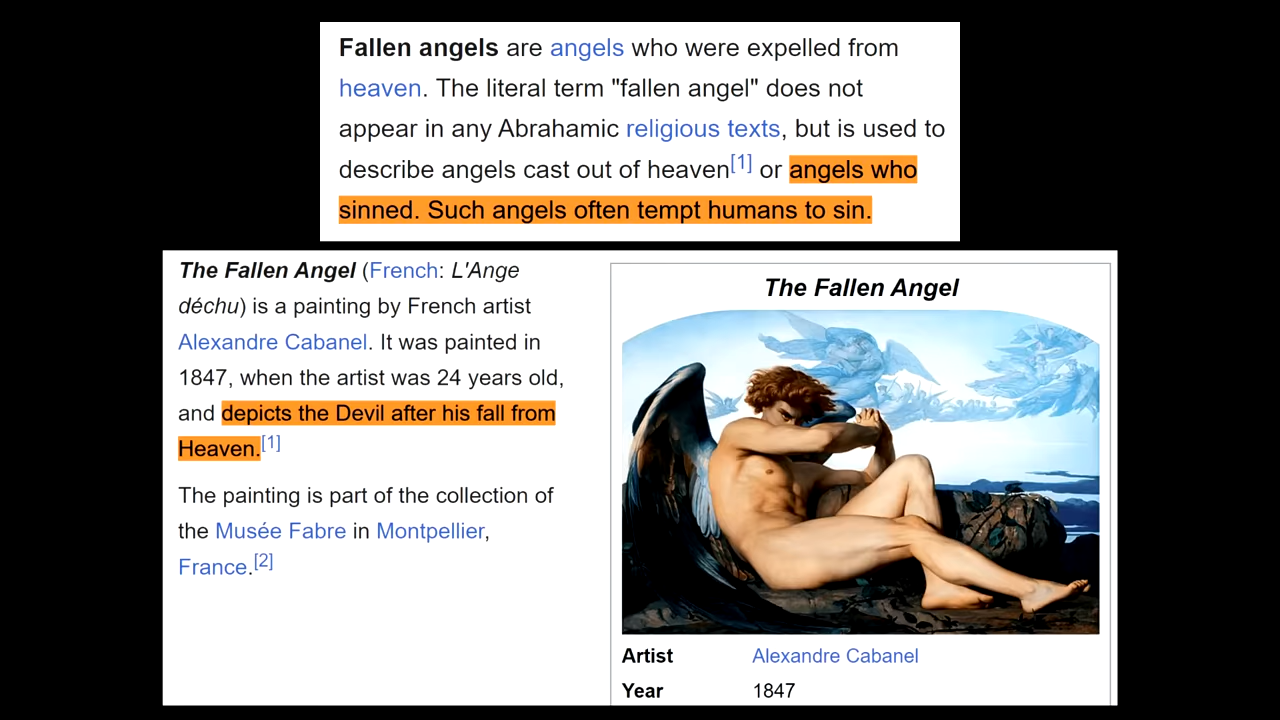 Fallen angels are angels who were expelled from
heaven. The literal term "fallen angel" does not
appear in any Abrahamic religious texts, but is used to
describe angels cast out of heaven[1] or angels who
sinned. Such angels often tempt humans to sin.
The Fallen Angel (French: L'Ange
déchu) is a painting by French artist
Alexandre Cabanel. It was painted in
1847, when the artist was 24 years old,
and depicts the Devil after his fall from
Heaven.[1]
The painting is part of the collection of
the Musée Fabre in Montpellier,
France.[2]
The Fallen Angel
Artist Alexandre Cabanel
Year 1847